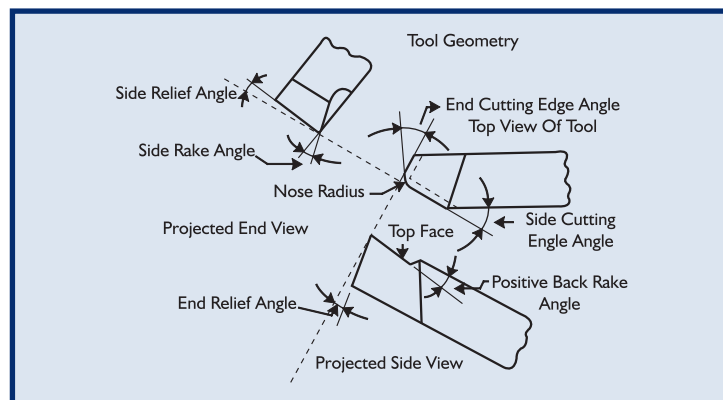 Tool Geometry
Side Relief Angle
End Cutting Edge Angle
Top View Of Tool
Side Rake Angle
Nose Radius
Projected End View
Top Face
Side Cutting
Engle Angle
Positive Back Rake
Angle
End Relief Angle
Projected Side View